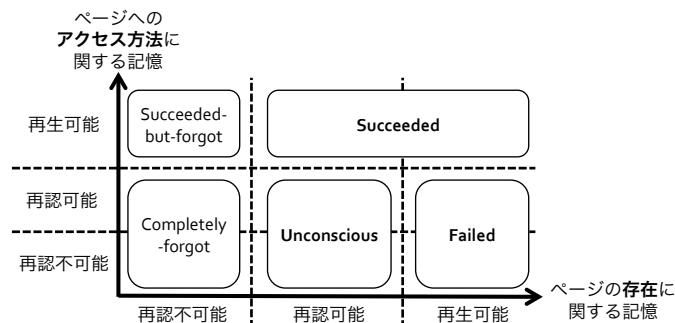 ページへの
アクセス方法に
関する記憶
再生可能
Succeeded-
but-forgot
Succeeded
再認可能
再認不可能
Completely
-forgot
Unconscious
Failed
再認不可能
再認可能
再生可能
ページの存在に
関する記憶